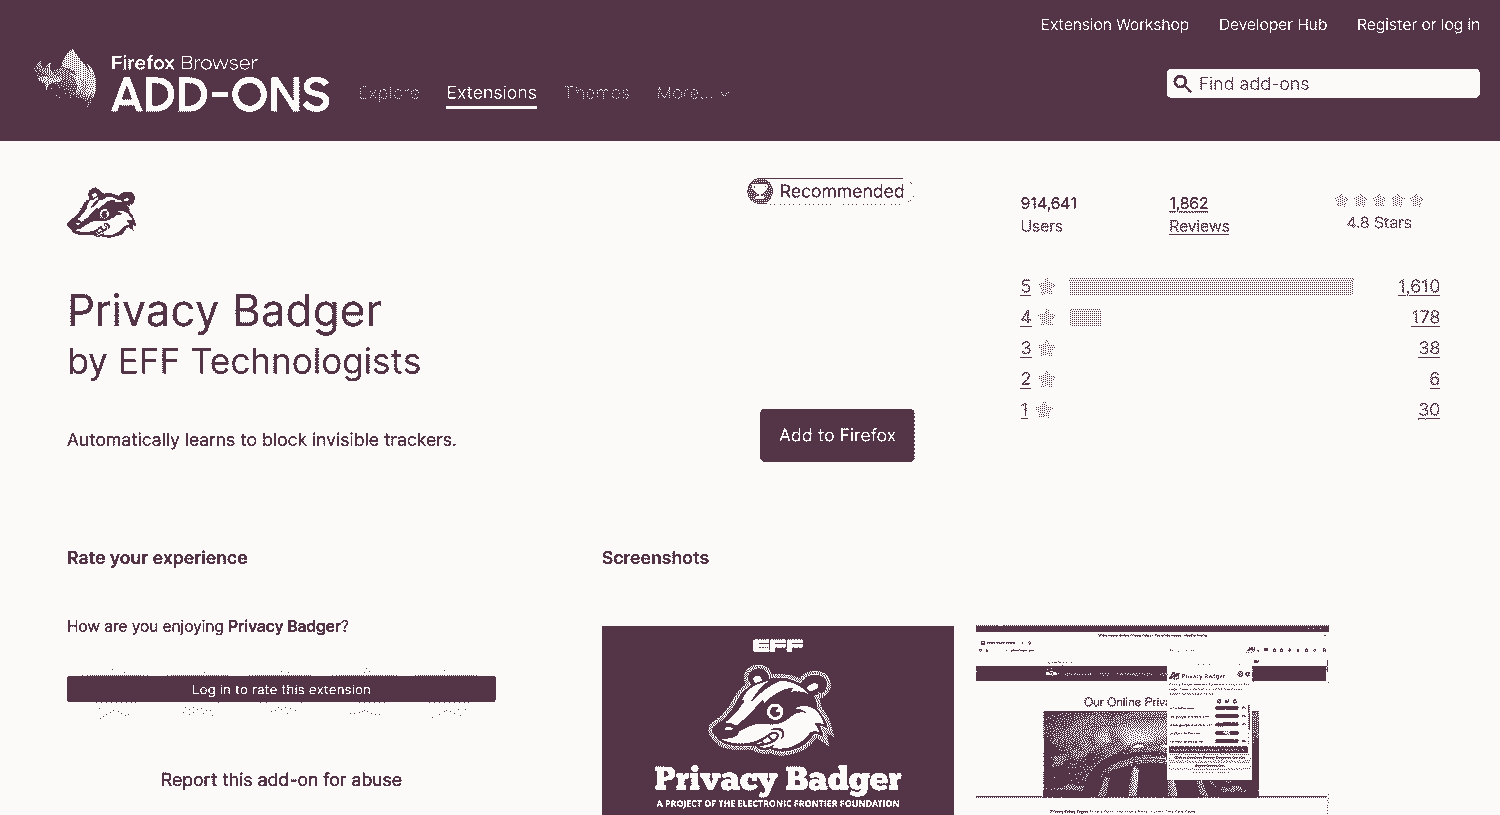 Extension Workshop Developer Hub Register or log in
Firefox Browser
ADD-ONS
Explore Extensions Themes More...
Find add-ons
Recommended
914,641
Users
1,862
Reviews
4.8 Stars
Privacy Badger
by EFF Technologists
Automatically learns to block invisible trackers.
Add to Firefox
5 1,610
4 178
3 38
2 6
1 30
Rate your experience
How are you enjoying Privacy Badger?
Log in to rate this extension
Report this add-on for abuse
Screenshots
EFF
Privacy Badger
A PROJECT OF THE ELECTRONIC FRONTIER FOUNDATION
Privacy Badger
Our Online Priv